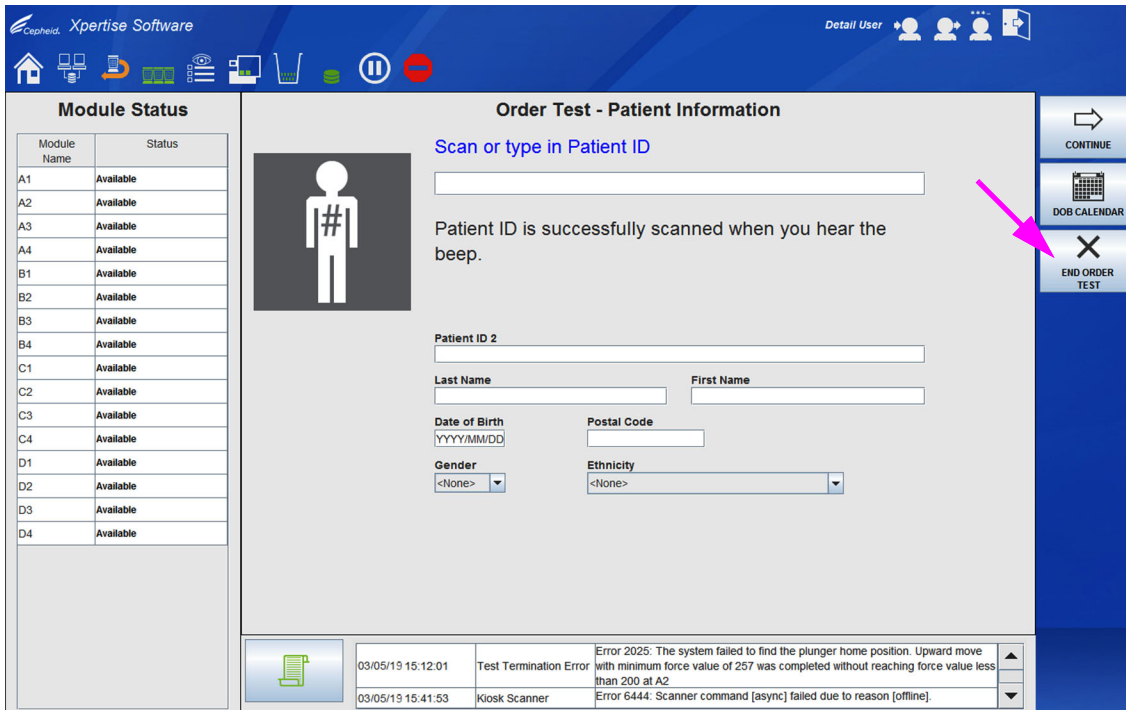 Cepheid. Xpertise Software
Detail User
Module Status
Module Name Status
A1 Available
A2 Available
A3 Available
A4 Available
B1 Available
B2 Available
B3 Available
B4 Available
C1 Available
C2 Available
C3 Available
C4 Available
D1 Available
D2 Available
D3 Available
D4 Available
Order Test - Patient Information
Scan or type in Patient ID
#
Patient ID is successfully scanned when you hear the
beep.
Patient ID 2
Last Name First Name
Date of Birth Postal Code
YYYY/MM/DD
Gender Ethnicity
<None> <None>
CONTINUE
DOB CALENDAR
END ORDER
TEST
03/05/19 15:12:01 Test Termination Error Error 2025: The system failed to find the plunger home position. Upward move
with minimum force value of 257 was completed without reaching force value less
than 200 at A2
03/05/19 15:41:53 Kiosk Scanner Error 6444: Scanner command [async] failed due to reason [offline].